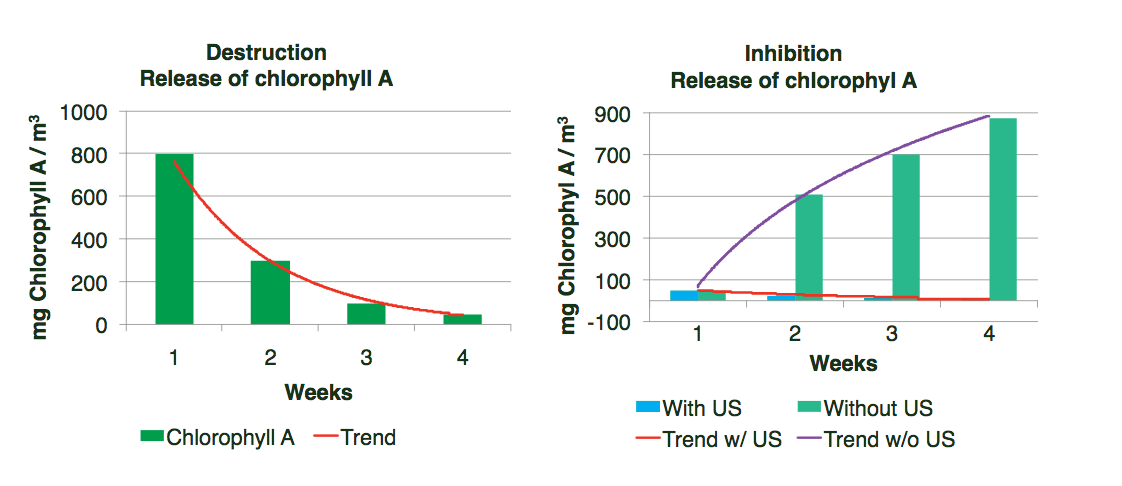 Destruction
Release of chlorophyll A
mg Chlorophyll A / m³
1000
800
600
400
200
0
1 2 3 4
Weeks
Chlorophyll A Trend
Inhibition
Release of chlorophyl A
mg Chlorophyl A / m³
900
700
500
300
100
-100
1 2 3 4
Weeks
With US Without US
Trend w/ US Trend w/o US